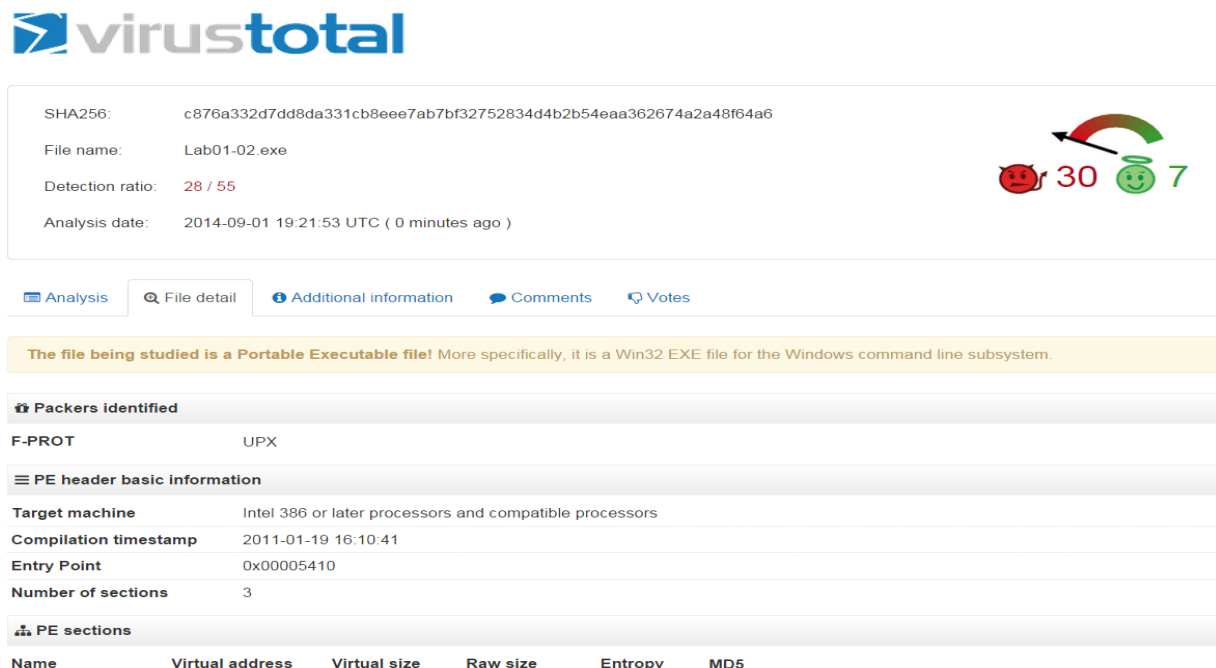 virustotal
SHA256: c876a332d7dd8da331cb8eee7ab7bf32752834d4b2b54eaa362674a2a48f64a6
File name: Lab01-02.exe
Detection ratio: 28 / 55
Analysis date: 2014-09-01 19:21:53 UTC ( 0 minutes ago )
30 7
Analysis File detail Additional information Comments Votes
The file being studied is a Portable Executable file! More specifically, it is a Win32 EXE file for the Windows command line subsystem.
Packers identified
F-PROT UPX
PE header basic information
Target machine Intel 386 or later processors and compatible processors
Compilation timestamp 2011-01-19 16:10:41
Entry Point 0x00005410
Number of sections 3
PE sections
Name Virtual address Virtual size Raw size Entropy MD5